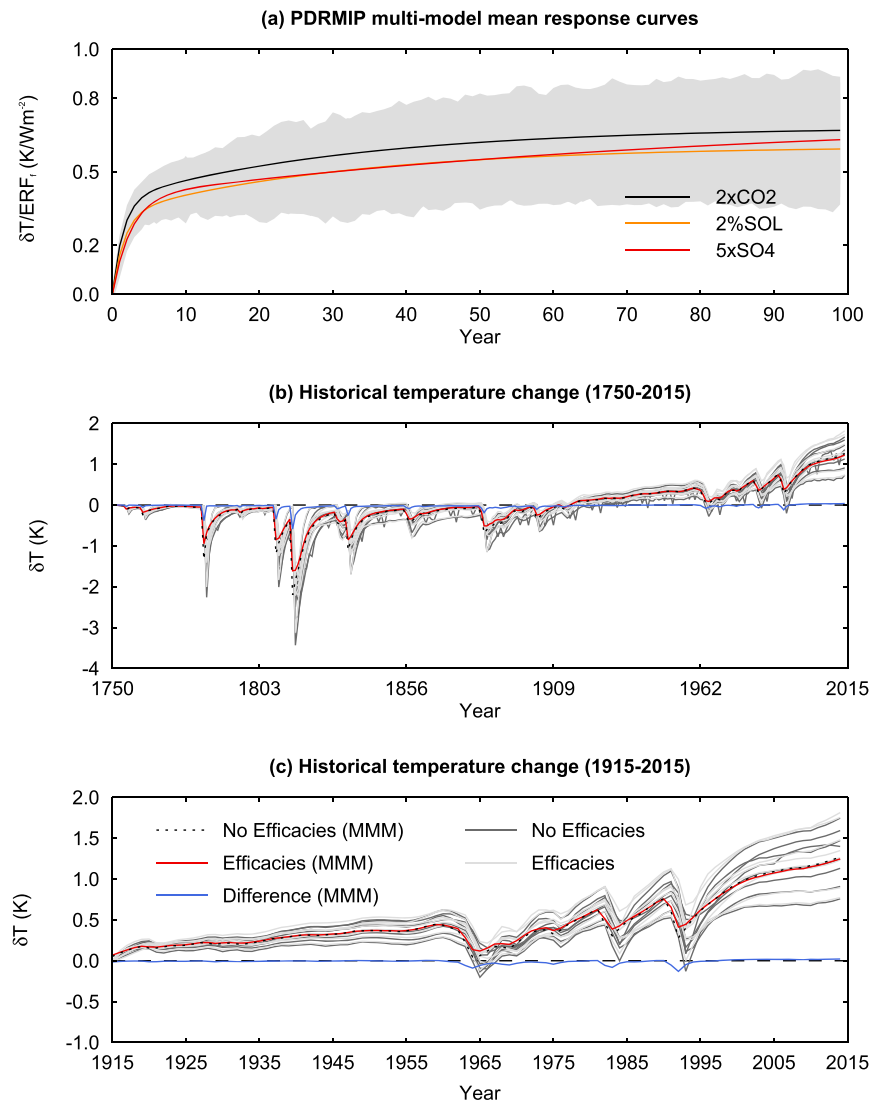 (a) PDRMIP multi-model mean response curves
1.0
0.8
0.5
0.2
0.0
δT/ERFr (K/Wm-2)
2xCO2
2%SOL
5xSO4
0 10 20 30 40 50 60 70 80 90 100
Year
(b) Historical temperature change (1750-2015)
2
1
0
-1
-2
-3
-4
δT (K)
1750 1803 1856 1909 1962 2015
Year
(c) Historical temperature change (1915-2015)
2.0
1.5
1.0
0.5
0.0
-0.5
-1.0
δT (K)
No Efficacies (MMM) No Efficacies
Efficacies (MMM) Efficacies
Difference (MMM)
1915 1925 1935 1945 1955 1965 1975 1985 1995 2005 2015
Year